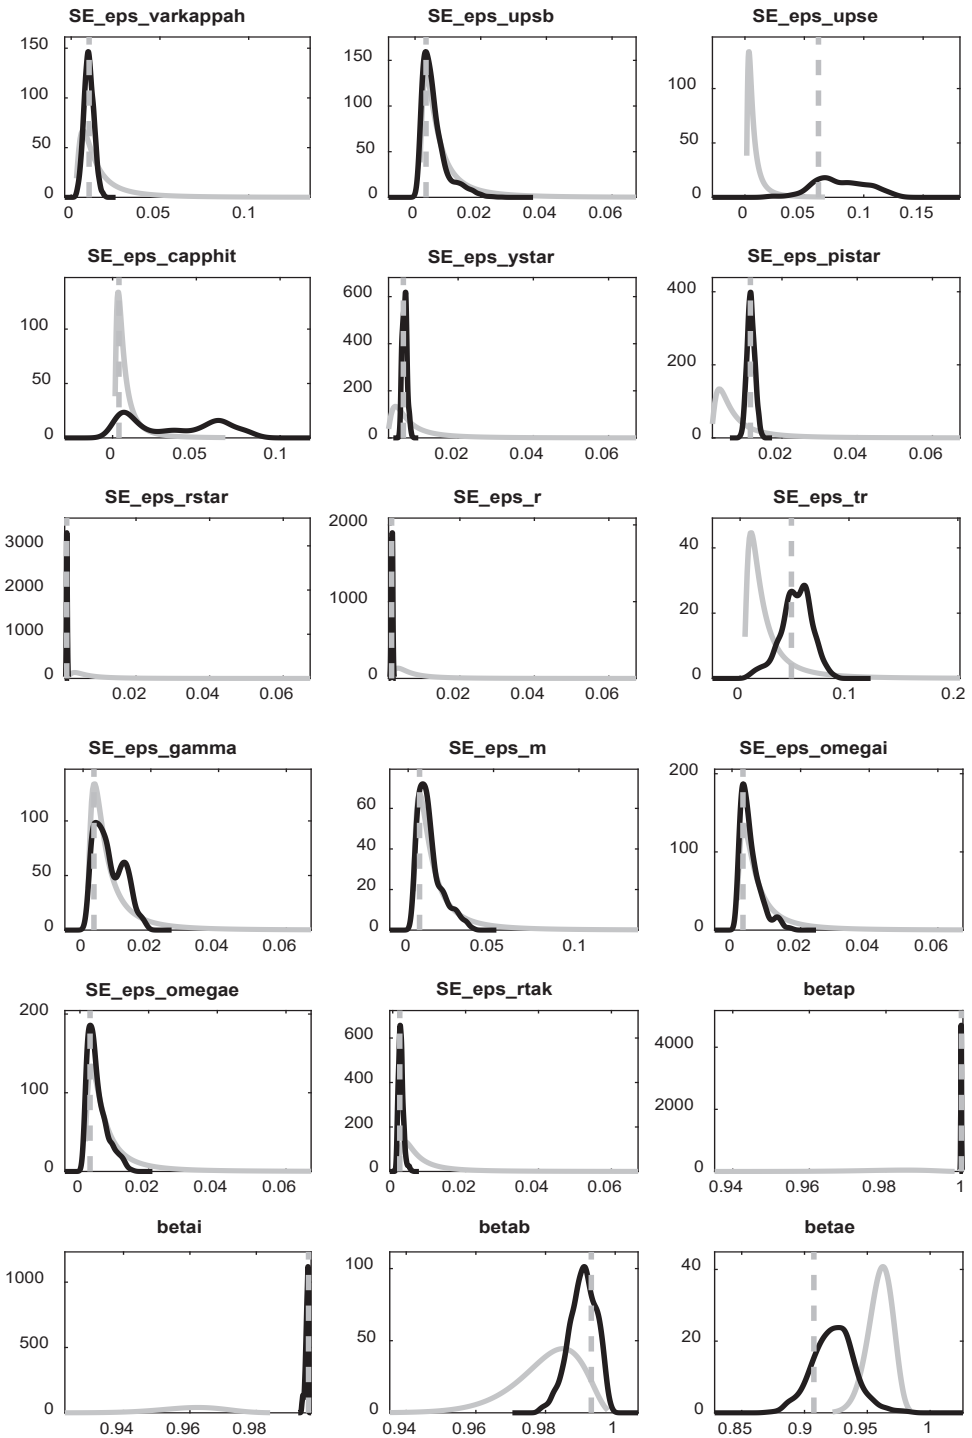 SE_eps_varkappah SE_eps_upsb SE_eps_upse
150 150
100 100 100
50 50 50
0 0 0
0 0.05 0.1 0 0.02 0.04 0.06 0 0.05 0.1 0.15
SE_eps_capphit SE_eps_ystar SE_eps_pistar
600 400
100 400
50 200 200
0 0 0
0 0.05 0.1 0.02 0.04 0.06 0.02 0.04 0.06
SE_eps_rstar SE_eps_r SE_eps_tr
3000 2000 40
2000 1000 20
1000
0 0 0
0.02 0.04 0.06 0.02 0.04 0.06 0 0.1 0.2
SE_eps_gamma SE_eps_m SE_eps_omegai
100 60 200
50 40 100
20
0 0 0
0 0.02 0.04 0.06 0 0.05 0.1 0 0.02 0.04 0.06
SE_eps_omegae SE_eps_rtak betap
200 600 4000
100 400 2000
200
0 0 0
0 0.02 0.04 0.06 0 0.02 0.04 0.06 0.94 0.96 0.98 1
betai betab betae
1000 100 40
500 50 20
0 0 0
0.94 0.96 0.98 0.94 0.96 0.98 1 0.85 0.9 0.95 1